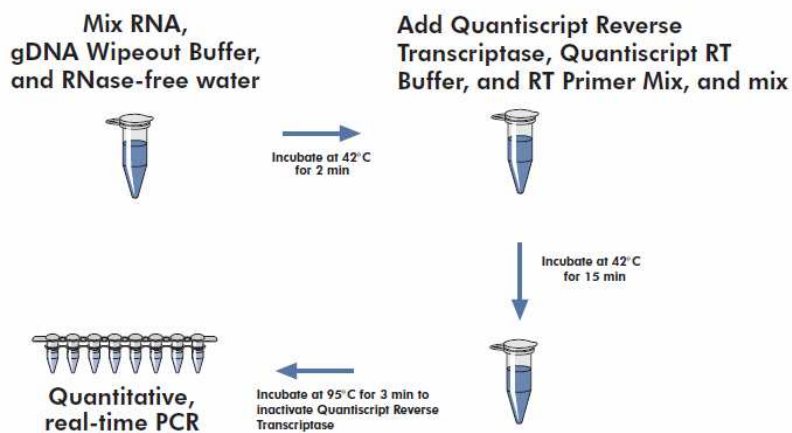 Mix RNA,
gDNA Wipeout Buffer,
and RNase-free water
Incubate at 42°C
for 2 min
Add Quantiscript Reverse
Transcriptase, Quantiscript RT
Buffer, and RT Primer Mix, and mix
Incubate at 42°C
for 15 min
Incubate at 95°C for 3 min to
inactivate Quantiscript Reverse
Transcriptase
Quantitative,
real-time PCR